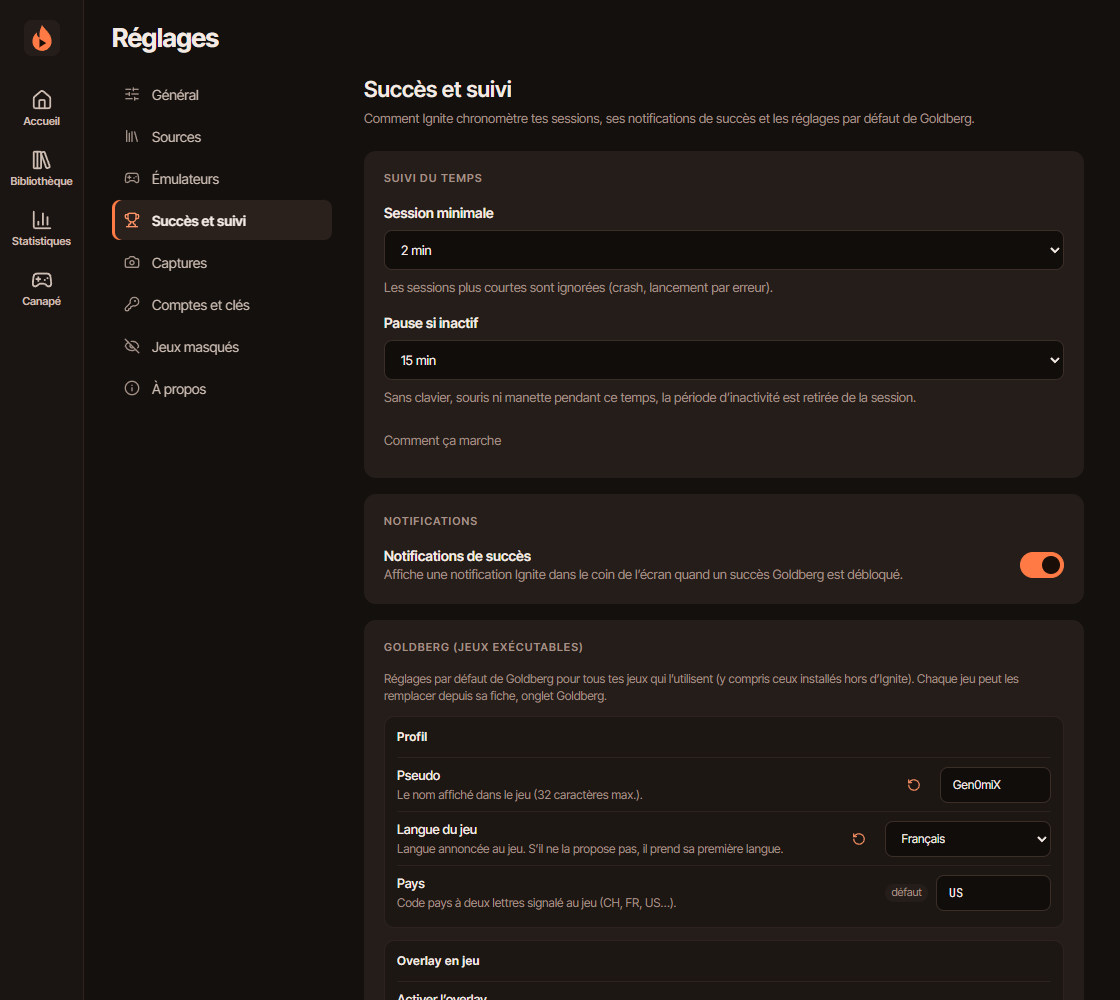 Réglages
Accueil
Bibliothèque
Statistiques
Canapé
Général
Sources
Émulateurs
Succès et suivi
Captures
Comptes et clés
Jeux masqués
À propos
Succès et suivi
Comment Ignite chronomètre tes sessions, ses notifications de succès et les réglages par défaut de Goldberg.
SUIVI DU TEMPS
Session minimale
2 min
Les sessions plus courtes sont ignorées (crash, lancement par erreur).
Pause si inactif
15 min
Sans clavier, souris ni manette pendant ce temps, la période d’inactivité est retirée de la session.
Comment ça marche
NOTIFICATIONS
Notifications de succès
Affiche une notification Ignite dans le coin de l’écran quand un succès Goldberg est débloqué.
GOLDBERG (JEUX EXÉCUTABLES)
Réglages par défaut de Goldberg pour tous tes jeux qui l’utilisent (y compris ceux installés hors d’Ignite). Chaque jeu peut les
remplacer depuis sa fiche, onglet Goldberg.
Profil
Pseudo
Le nom affiché dans le jeu (32 caractères max.).
Gen0miX
Langue du jeu
Langue annoncée au jeu. S’il ne la propose pas, il prend sa première langue.
Français
Pays
Code pays à deux lettres signalé au jeu (CH, FR, US…).
défaut
US
Overlay en jeu
Activer l’overlay